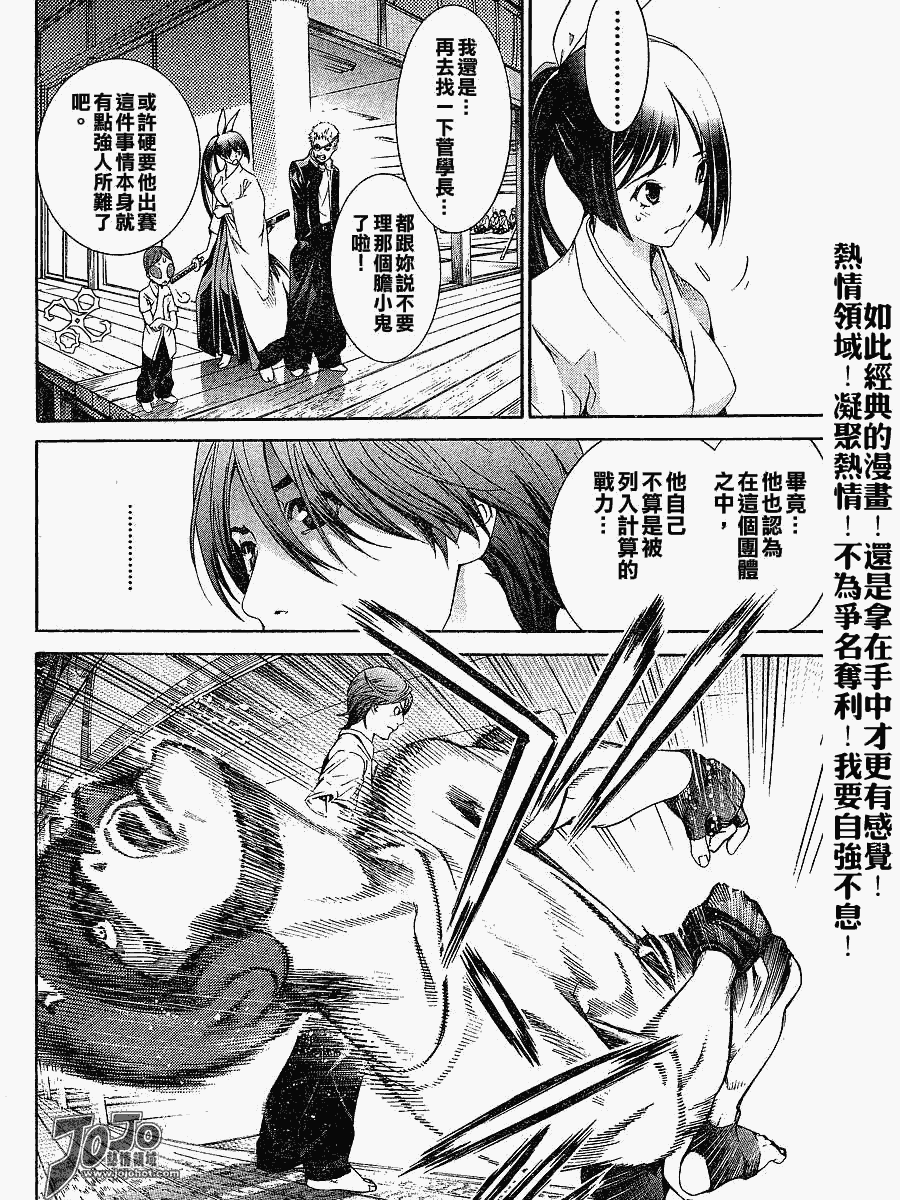 …………
我還是…
再去找一下菅學長…
都跟妳説不要
理那個膽小鬼
了啦！
或許硬要他出賽
這件事情本身就
有點強人所難了
吧。
畢竟…
他也認為
在這個團體
之中，
他自己
不算是被
列入計算的
戰力…
…………
如此經典的漫畫！還是拿在手中才更有感覺！
熱情領域！凝聚熱情！不為爭名奪利！我要自強不息！
JOJO
熱情領域
www.jojohot.com